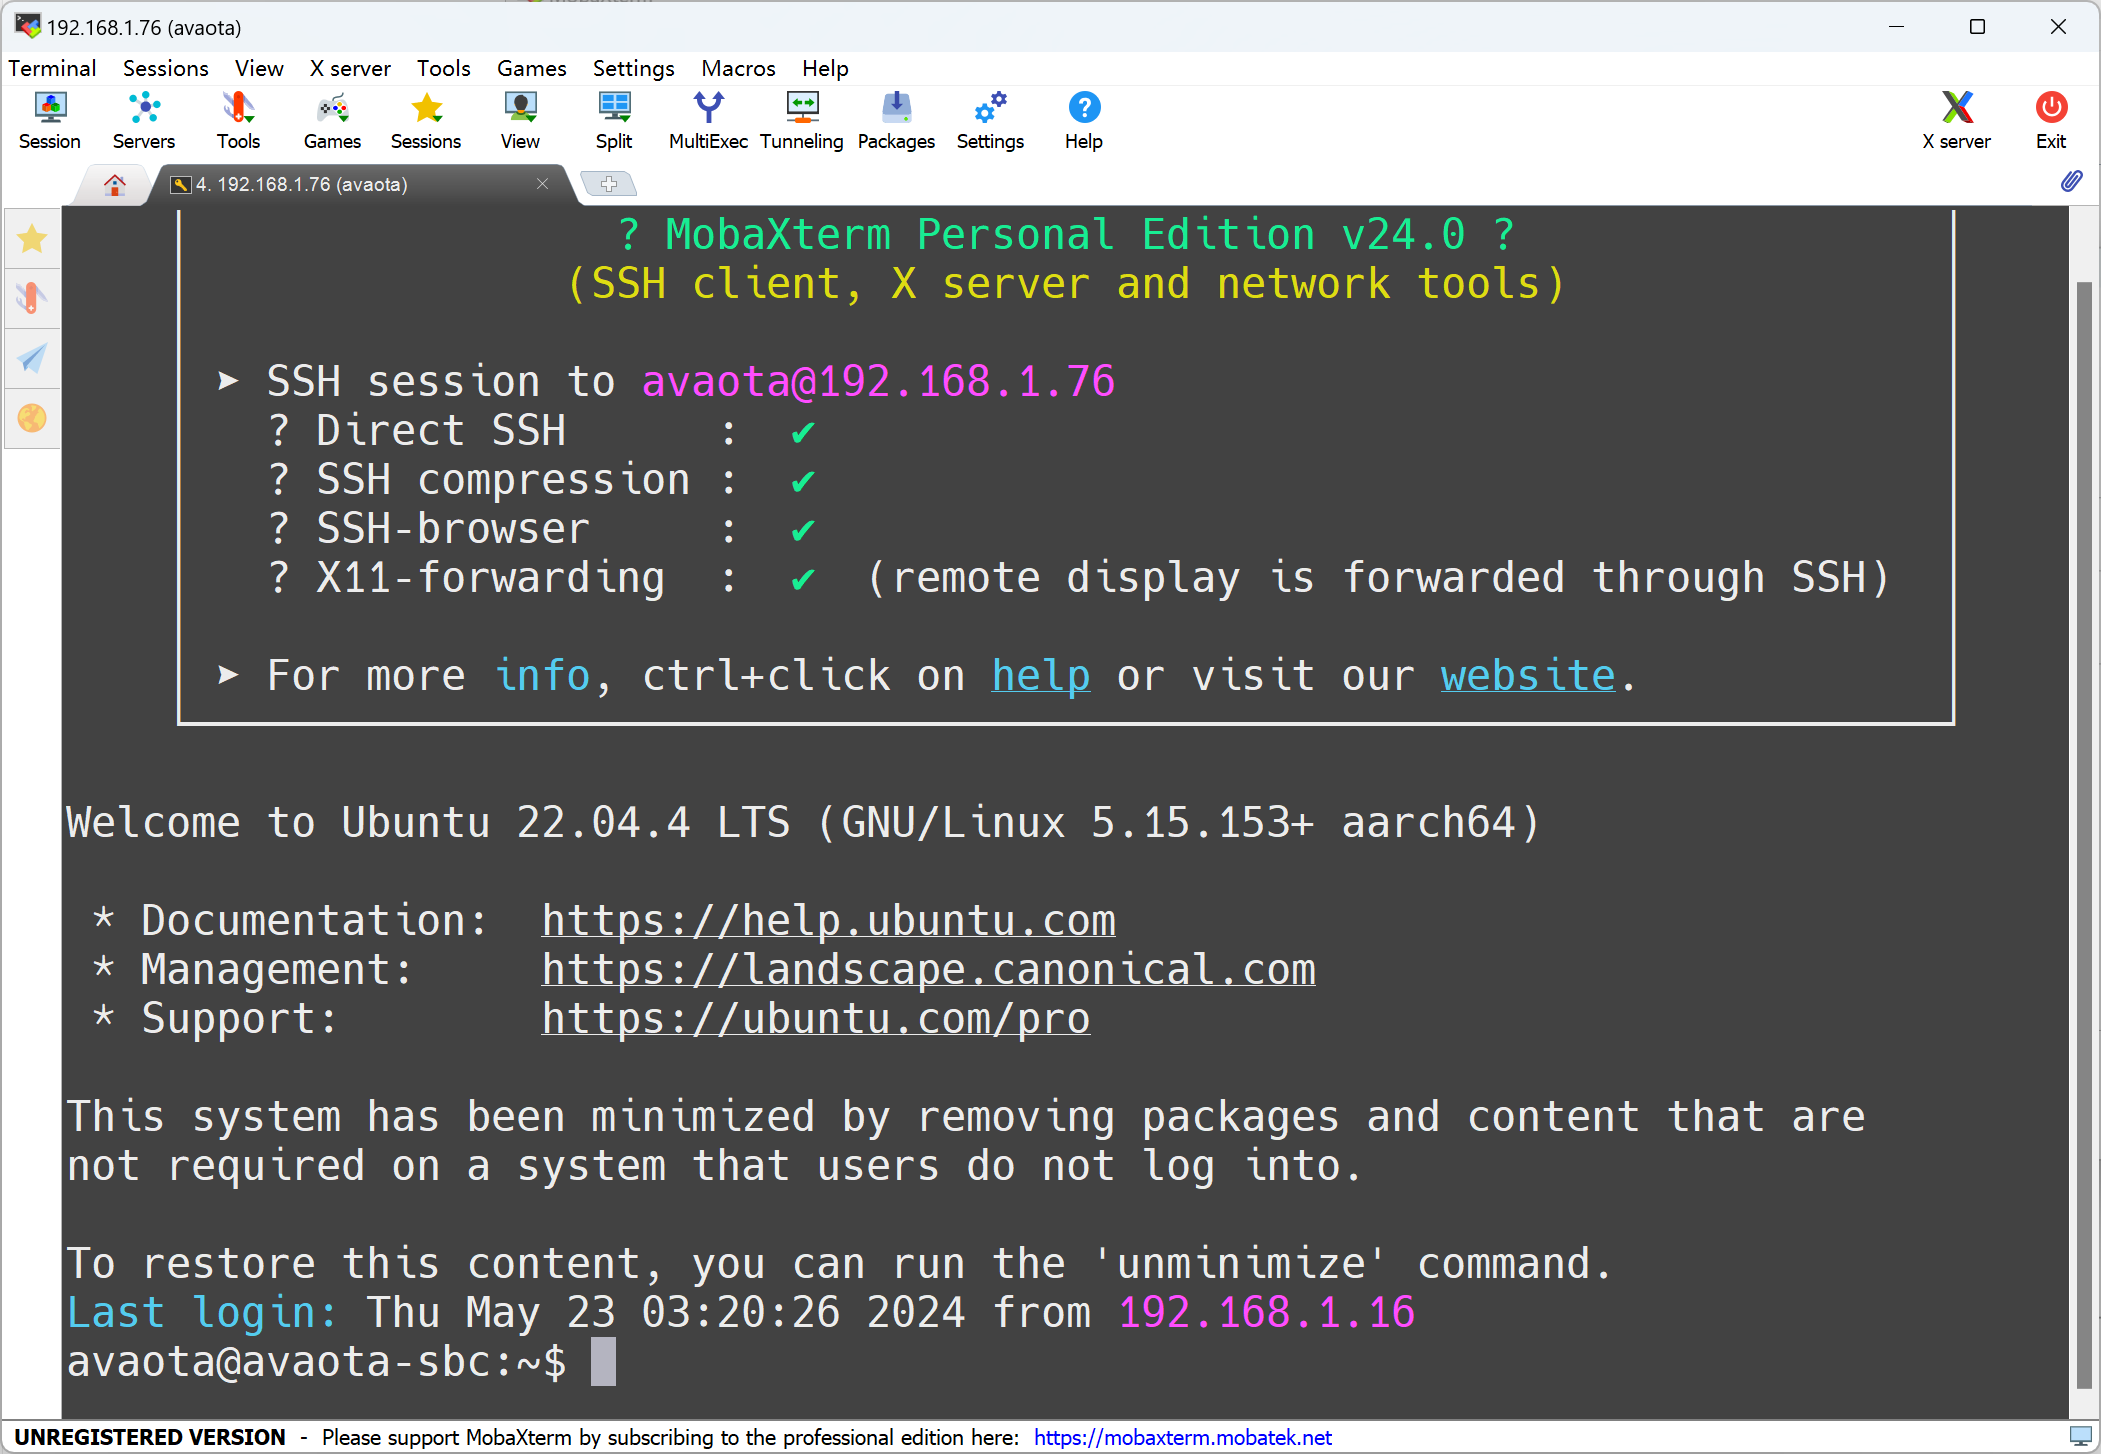 192.168.1.76 (avaota)
Terminal Sessions View X server Tools Games Settings Macros Help
Session Servers Tools Games Sessions View Split MultiExec Tunneling Packages Settings Help X server Exit
4. 192.168.1.76 (avaota)
? MobaXterm Personal Edition v24.0 ?
(SSH client, X server and network tools)
➤ SSH session to avaota@192.168.1.76
? Direct SSH : ✔
? SSH compression : ✔
? SSH-browser : ✔
? X11-forwarding : ✔ (remote display is forwarded through SSH)
➤ For more info, ctrl+click on help or visit our website.
Welcome to Ubuntu 22.04.4 LTS (GNU/Linux 5.15.153+ aarch64)
* Documentation: https://help.ubuntu.com
* Management: https://landscape.canonical.com
* Support: https://ubuntu.com/pro
This system has been minimized by removing packages and content that are
not required on a system that users do not log into.
To restore this content, you can run the 'unminimize' command.
Last login: Thu May 23 03:20:26 2024 from 192.168.1.16
avaota@avaota-sbc:~$
UNREGISTERED VERSION - Please support MobaXterm by subscribing to the professional edition here: https://mobaxterm.mobatek.net